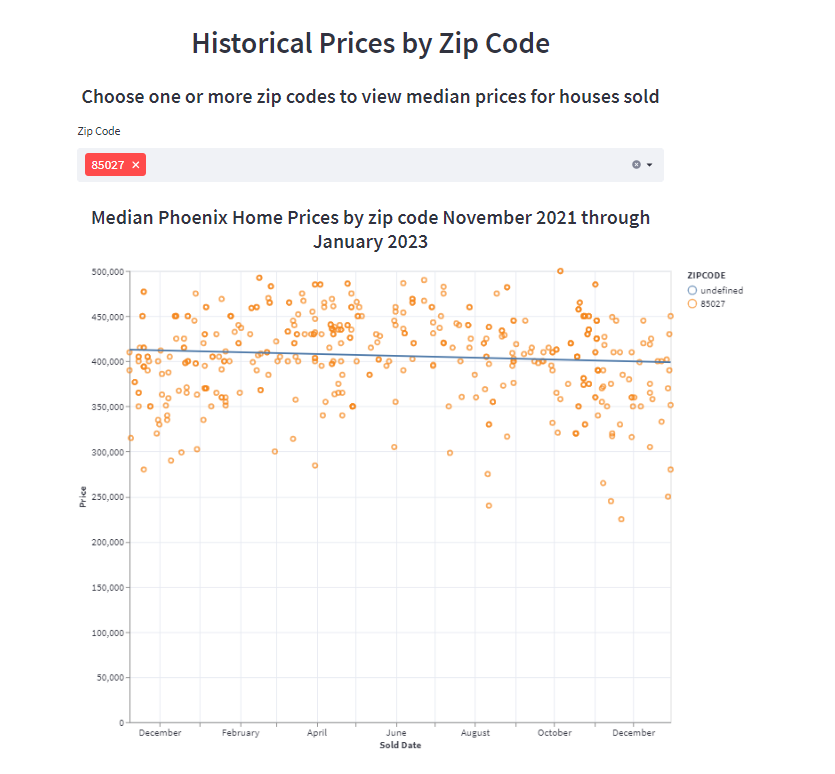 Historical Prices by Zip Code
Choose one or more zip codes to view median prices for houses sold
Zip Code
85027 ×
Median Phoenix Home Prices by zip code November 2021 through
January 2023
ZIPCODE
undefined
85027
Price
500,000
450,000
400,000
350,000
300,000
250,000
200,000
150,000
100,000
50,000
0
December February April June August October December
Sold Date